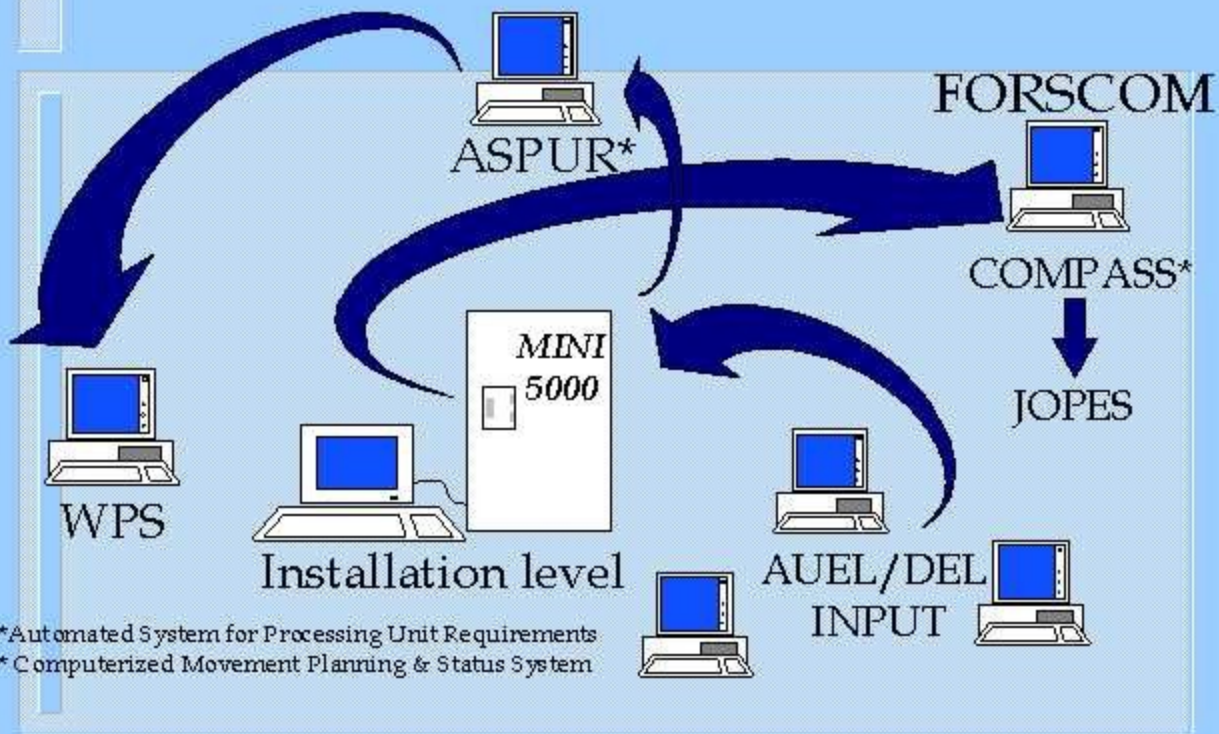 FORSCOM
ASPUR*
COMPASS*
MINI
5000
JOPES
WPS
Installation level
AUEL/DEL
INPUT
*Automated System for Processing Unit Requirements
* Computerized Movement Planning & Status System